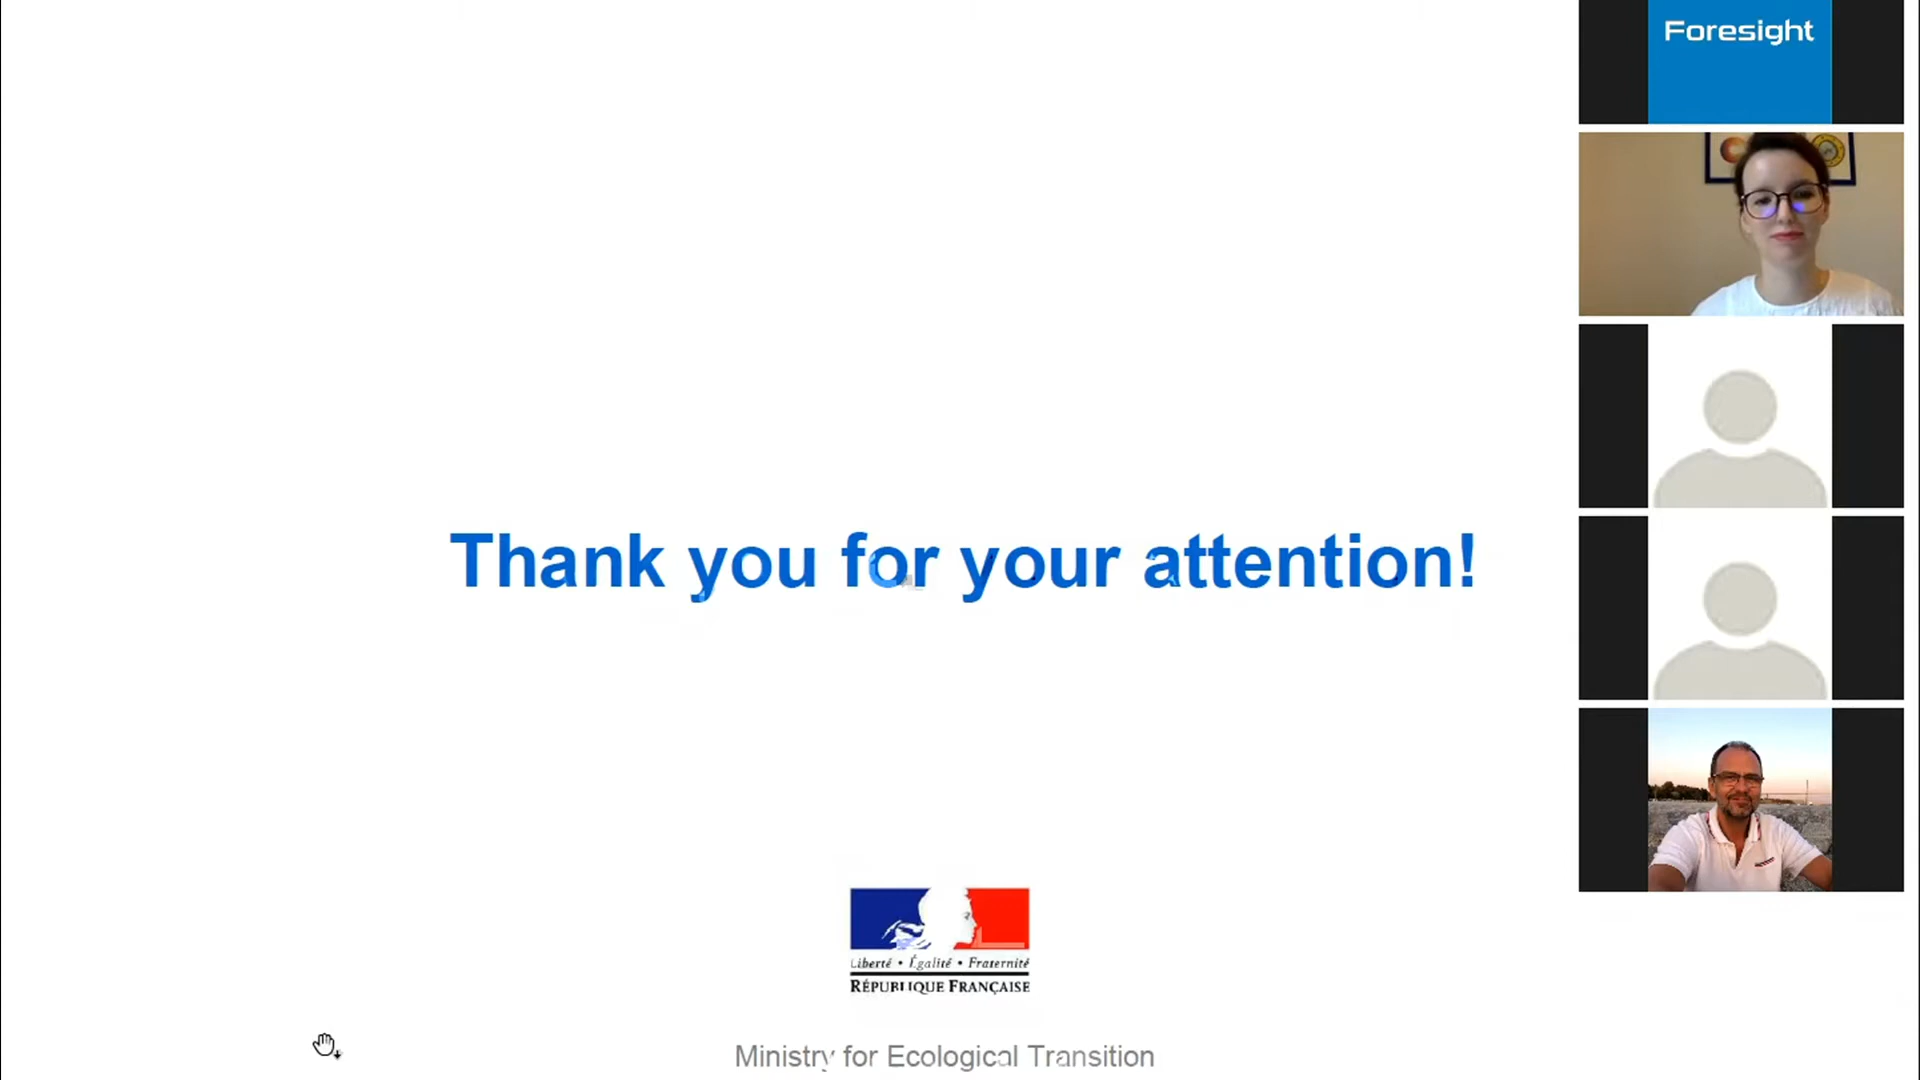 Foresight
Thank you for your attention!
Liberté • Égalité • Fraternité
RÉPUBLIQUE FRANÇAISE
Ministry for Ecological Transition